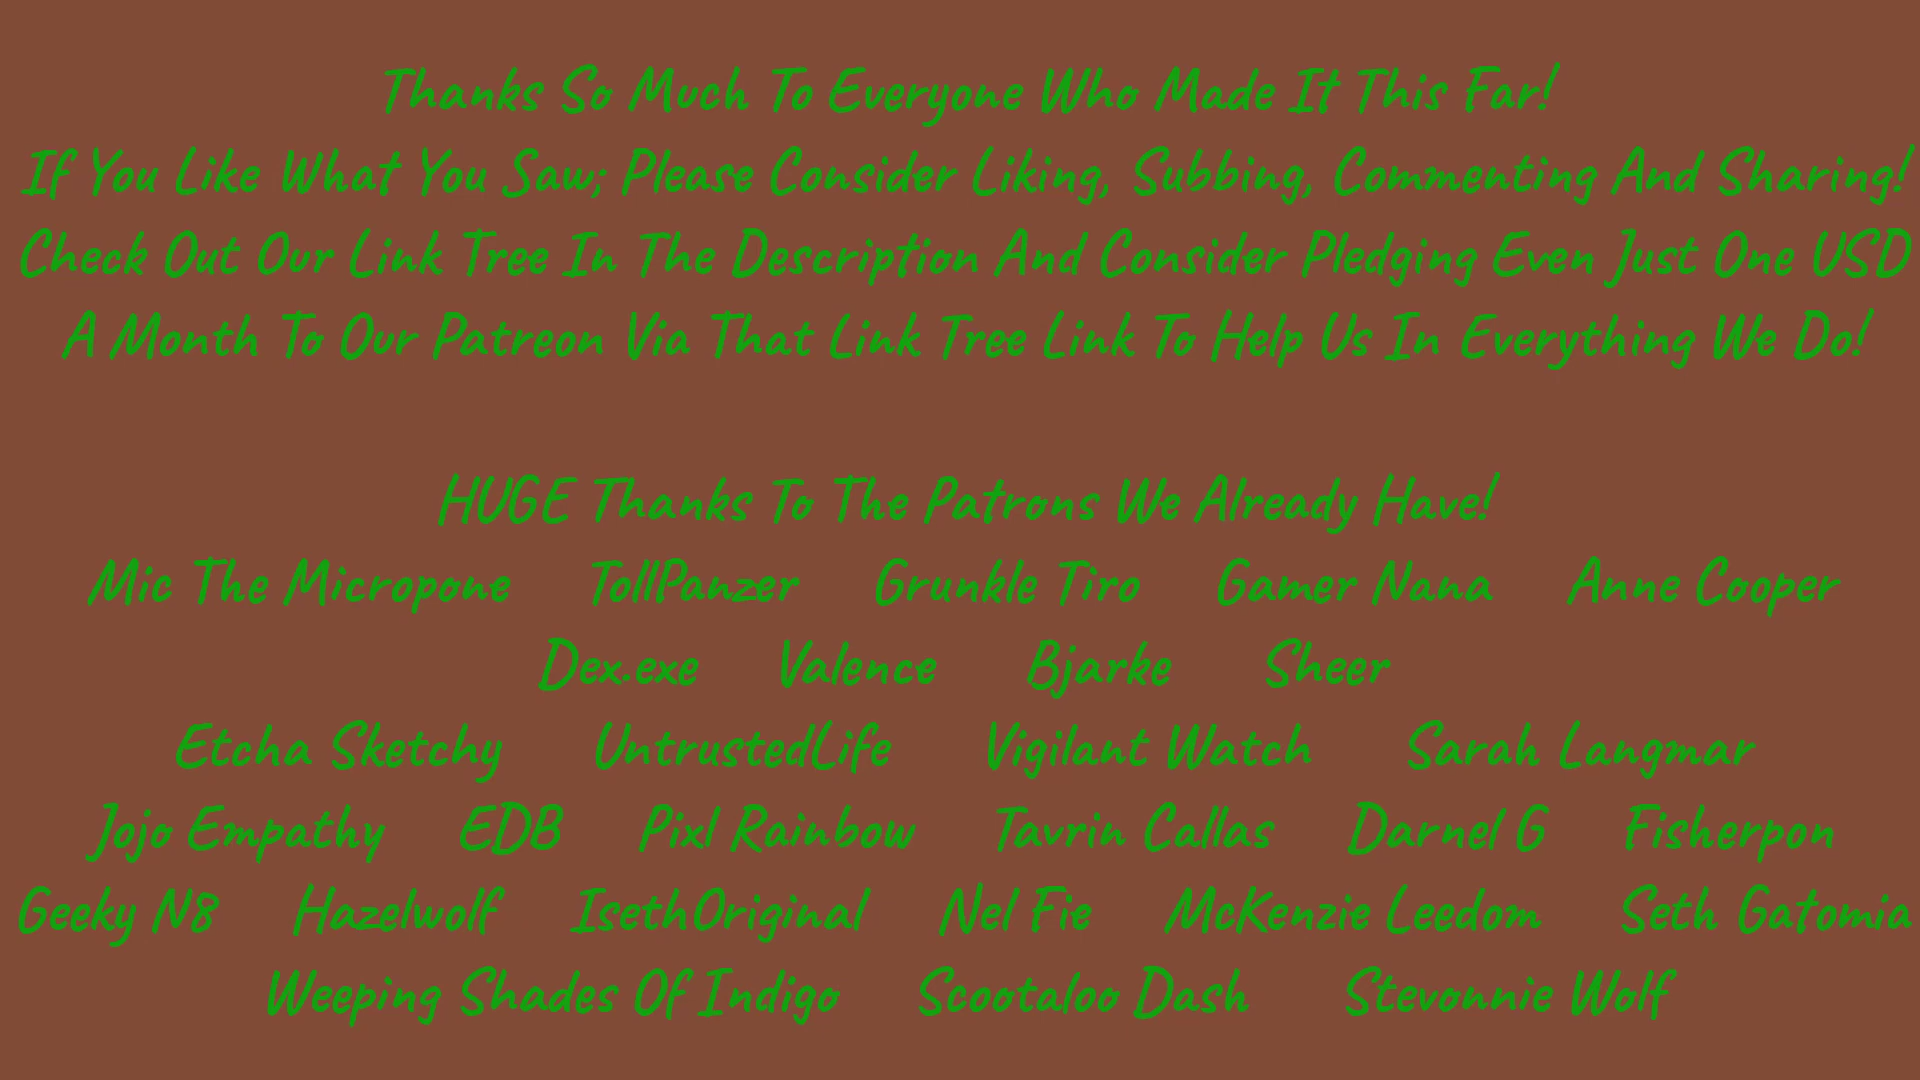 Thanks So Much To Everyone Who Made It This Far!
If You Like What You Saw; Please Consider Liking, Subbing, Commenting And Sharing!
Check Out Our Link Tree In The Description And Consider Pledging Even Just One USD
A Month To Our Patreon Via That Link Tree Link To Help Us In Everything We Do!
HUGE Thanks To The Patrons We Already Have!
Mic The Micropone TollPanzer Grunkle Tiro Gamer Nana Anne Cooper
Dex.exe Valence Bjarke Sheer
Etcha Sketchy UntrustedLife Vigilant Watch Sarah Langmar
Jojo Empathy EDB Pixl Rainbow Tavrin Callas Darnel G Fisherpon
Geeky N8 Hazelwolf IsethOriginal Nel Fie McKenzie Leedom Seth Gatomia
Weeping Shades Of Indigo Scootaloo Dash Stevonnie Wolf